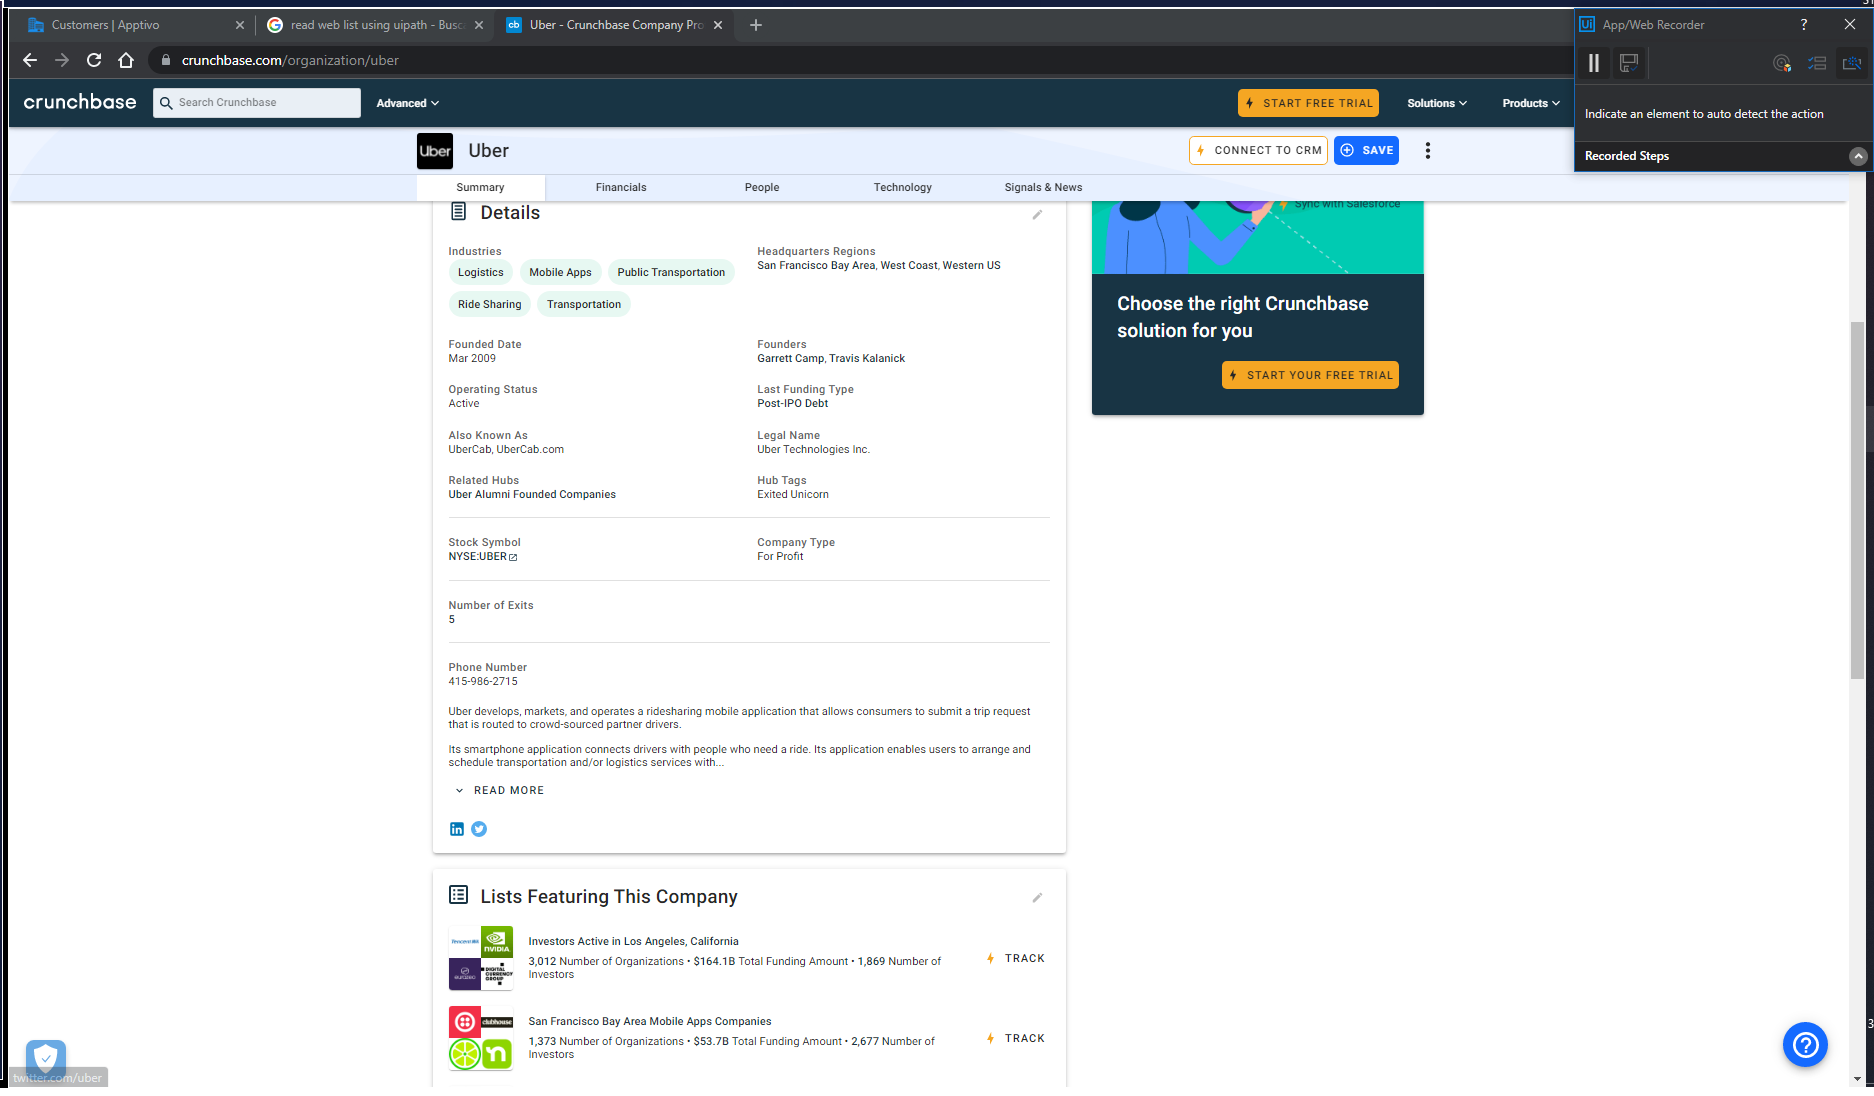 Customers | Apptivo
read web list using uipath - Busca
Uber - Crunchbase Company Pro
App/Web Recorder
crunchbase.com/organization/uber
crunchbase
Search Crunchbase
Advanced
START FREE TRIAL
Solutions
Products
Indicate an element to auto detect the action
Recorded Steps
Uber
Uber
CONNECT TO CRM
SAVE
Summary
Financials
People
Technology
Signals & News
Details
Sync with Salesforce
Industries
Logistics
Mobile Apps
Public Transportation
Ride Sharing
Transportation
Headquarters Regions
San Francisco Bay Area, West Coast, Western US
Founded Date
Mar 2009
Founders
Garrett Camp, Travis Kalanick
Operating Status
Active
Last Funding Type
Post-IPO Debt
Also Known As
UberCab, UberCab.com
Legal Name
Uber Technologies Inc.
Related Hubs
Uber Alumni Founded Companies
Hub Tags
Exited Unicorn
Stock Symbol
NYSE:UBER
Company Type
For Profit
Number of Exits
5
Phone Number
415-986-2715
Uber develops, markets, and operates a ridesharing mobile application that allows consumers to submit a trip request
that is routed to crowd-sourced partner drivers.
Its smartphone application connects drivers with people who need a ride. Its application enables users to arrange and
schedule transportation and/or logistics services with...
READ MORE
Choose the right Crunchbase
solution for you
START YOUR FREE TRIAL
Lists Featuring This Company
Tencent
NVIDIA
eurazeo
DIGITAL
CURRENCY
GROUP
Investors Active in Los Angeles, California
3,012 Number of Organizations • $164.1B Total Funding Amount • 1,869 Number of
Investors
TRACK
clubhouse
San Francisco Bay Area Mobile Apps Companies
1,373 Number of Organizations • $53.7B Total Funding Amount • 2,677 Number of
Investors
TRACK
twitter.com/uber